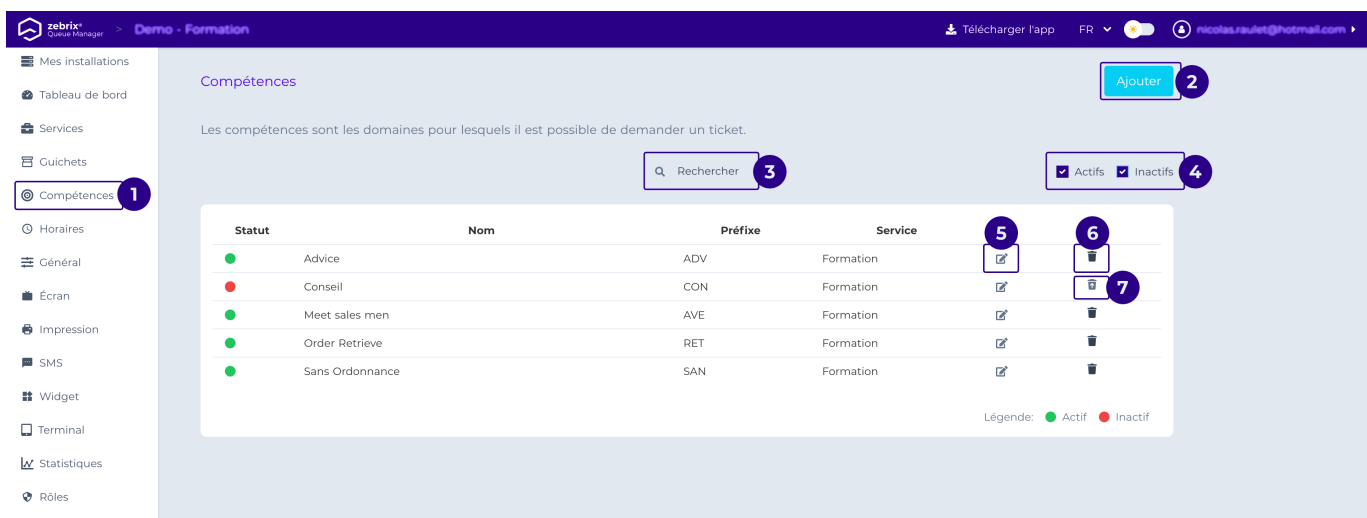 zebrix®
Queue Manager > Demo - Formation Télécharger l'app FR nicolas.raulet@hotmail.com
Mes installations
Tableau de bord
Services
Guichets
Compétences 1
Horaires
Général
Écran
Impression
SMS
Widget
Terminal
Statistiques
Rôles
Compétences Ajouter 2
Les compétences sont les domaines pour lesquels il est possible de demander un ticket.
Rechercher 3 Actifs Inactifs 4
Statut Nom Préfixe Service 5 6
Advice ADV Formation
Conseil CON Formation 7
Meet sales men AVE Formation
Order Retrieve RET Formation
Sans Ordonnance SAN Formation
Légende: Actif Inactif